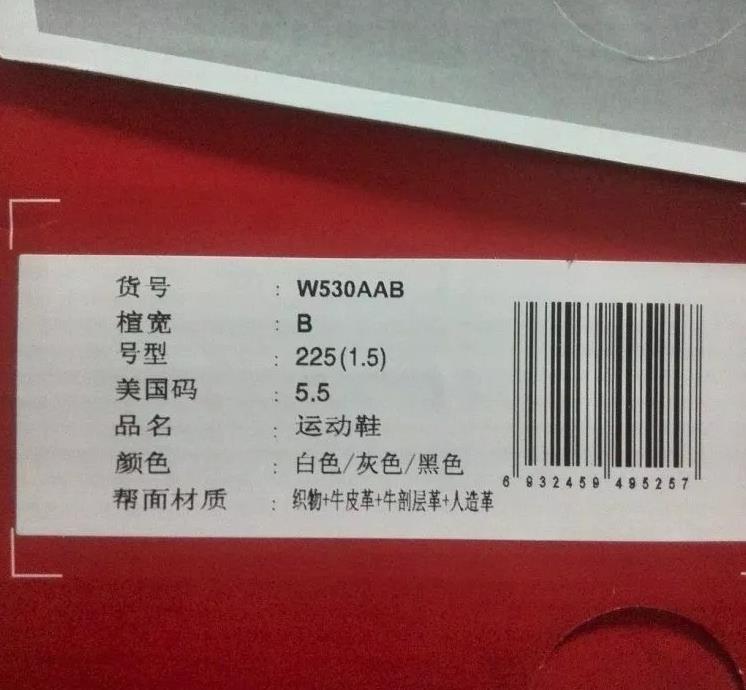 货号 : W530AAB
楦宽 : B
号型 : 225(1.5)
美国码 : 5.5
品名 : 运动鞋
颜色 : 白色/灰色/黑色
帮面材质 : 织物+牛皮革+牛剖层革+人造革
6 932459 495257